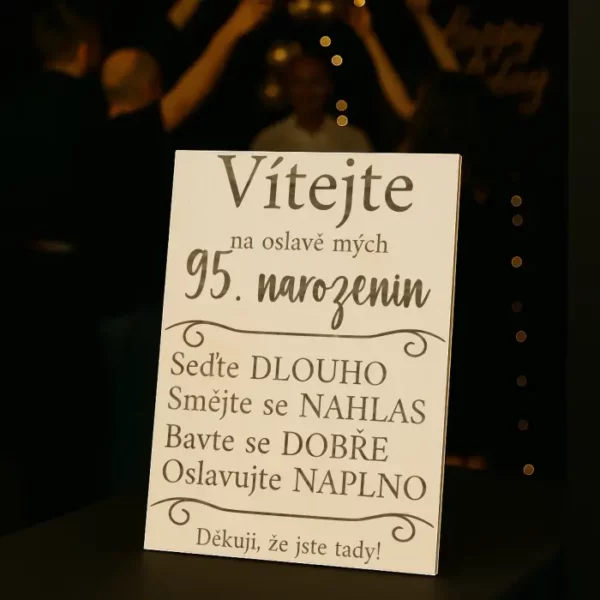 Vítejte
na oslavě mých
95. narozenin
Seďte DLOUHO
Smějte se NAHLAS
Bavte se DOBŘE
Oslavujte NAPLNO
Děkuji, že jste tady!